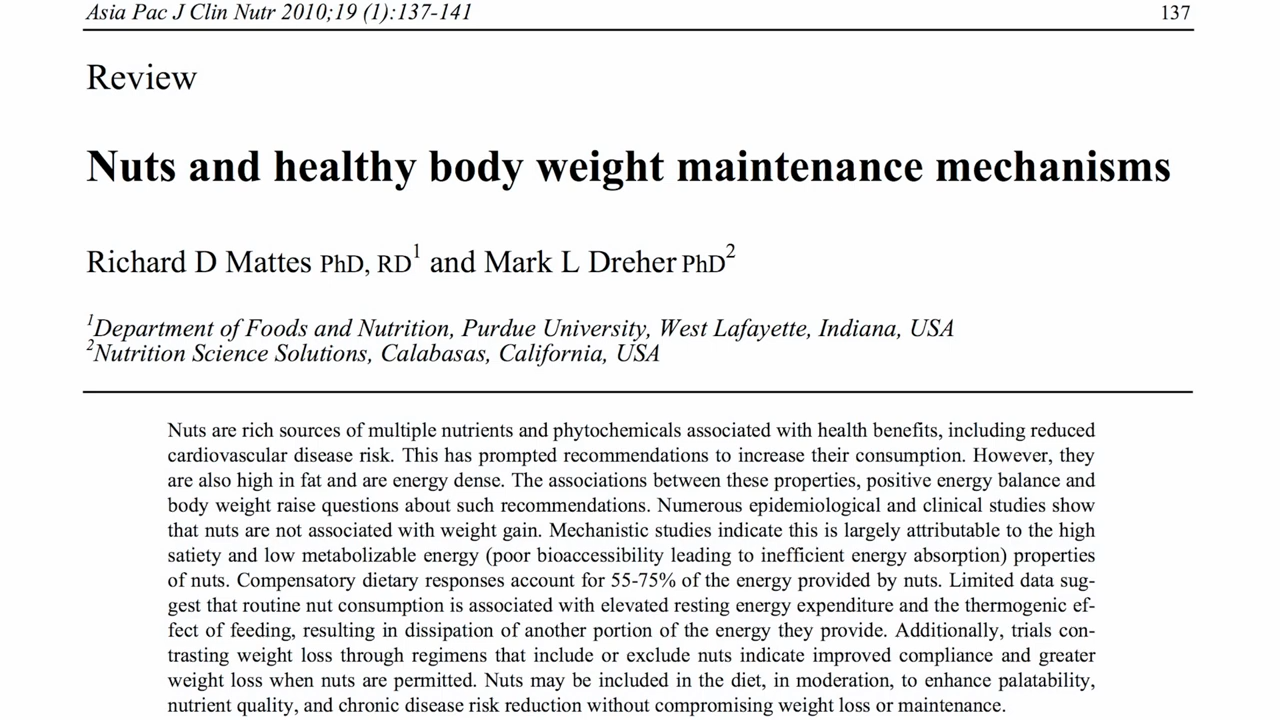 Asia Pac J Clin Nutr 2010;19 (1):137-141 137
Review
Nuts and healthy body weight maintenance mechanisms
Richard D Mattes PhD, RD1 and Mark L Dreher PhD2
1Department of Foods and Nutrition, Purdue University, West Lafayette, Indiana, USA
2Nutrition Science Solutions, Calabasas, California, USA
Nuts are rich sources of multiple nutrients and phytochemicals associated with health benefits, including reduced
cardiovascular disease risk. This has prompted recommendations to increase their consumption. However, they
are also high in fat and are energy dense. The associations between these properties, positive energy balance and
body weight raise questions about such recommendations. Numerous epidemiological and clinical studies show
that nuts are not associated with weight gain. Mechanistic studies indicate this is largely attributable to the high
satiety and low metabolizable energy (poor bioaccessibility leading to inefficient energy absorption) properties
of nuts. Compensatory dietary responses account for 55-75% of the energy provided by nuts. Limited data sug-
gest that routine nut consumption is associated with elevated resting energy expenditure and the thermogenic ef-
fect of feeding, resulting in dissipation of another portion of the energy they provide. Additionally, trials con-
trasting weight loss through regimens that include or exclude nuts indicate improved compliance and greater
weight loss when nuts are permitted. Nuts may be included in the diet, in moderation, to enhance palatability,
nutrient quality, and chronic disease risk reduction without compromising weight loss or maintenance.